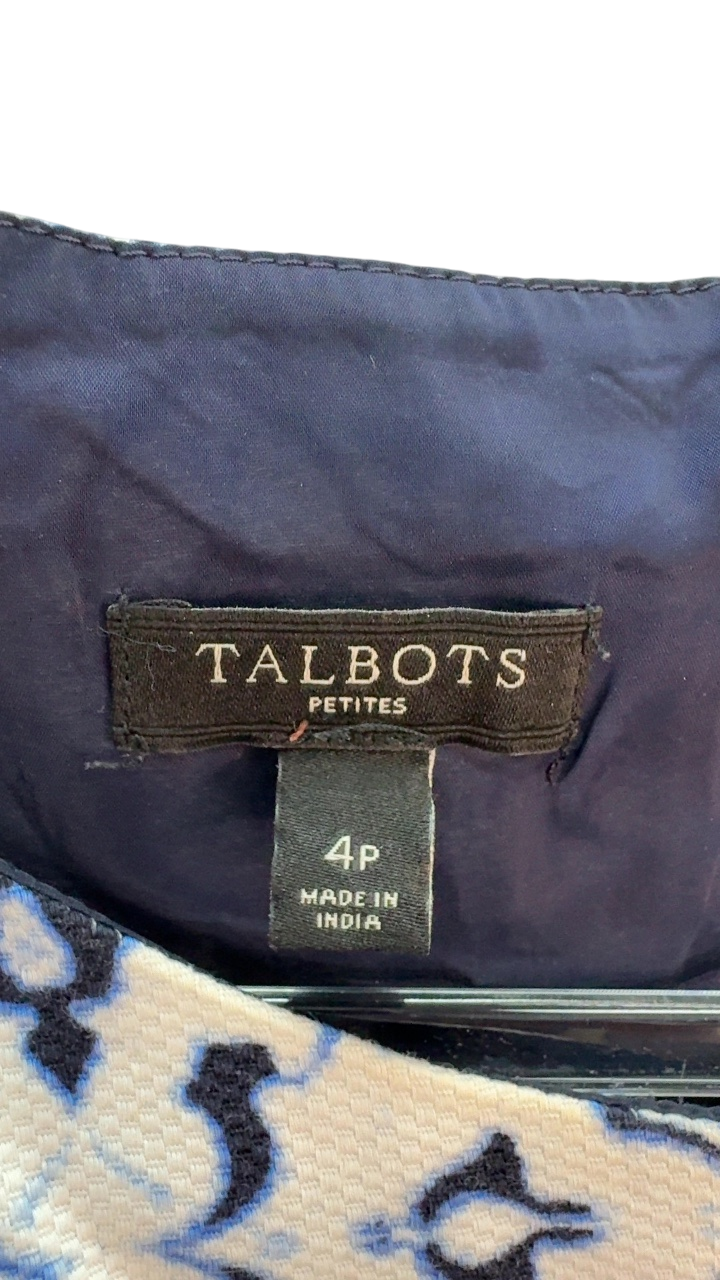 TALBOTS
PETITES
4P
MADE IN
INDIA